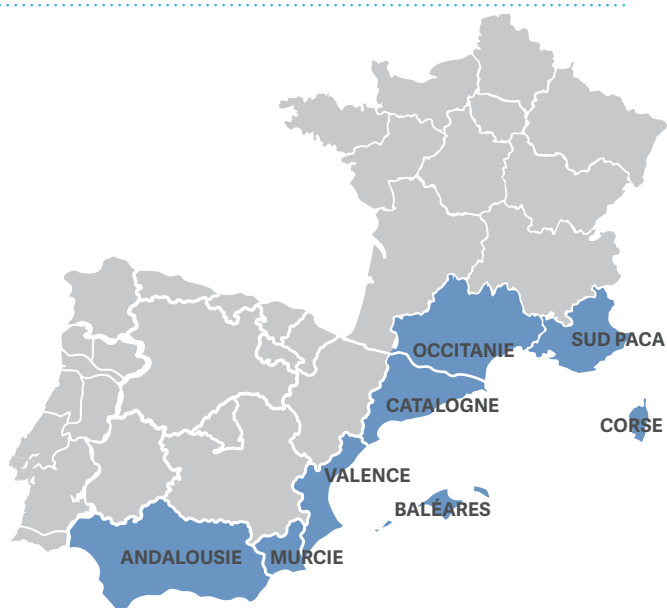 SUD PACA
OCCITANIE
CATALOGNE
CORSE
VALENCE
BALÉARES
ANDALOUSIE
MURCIE